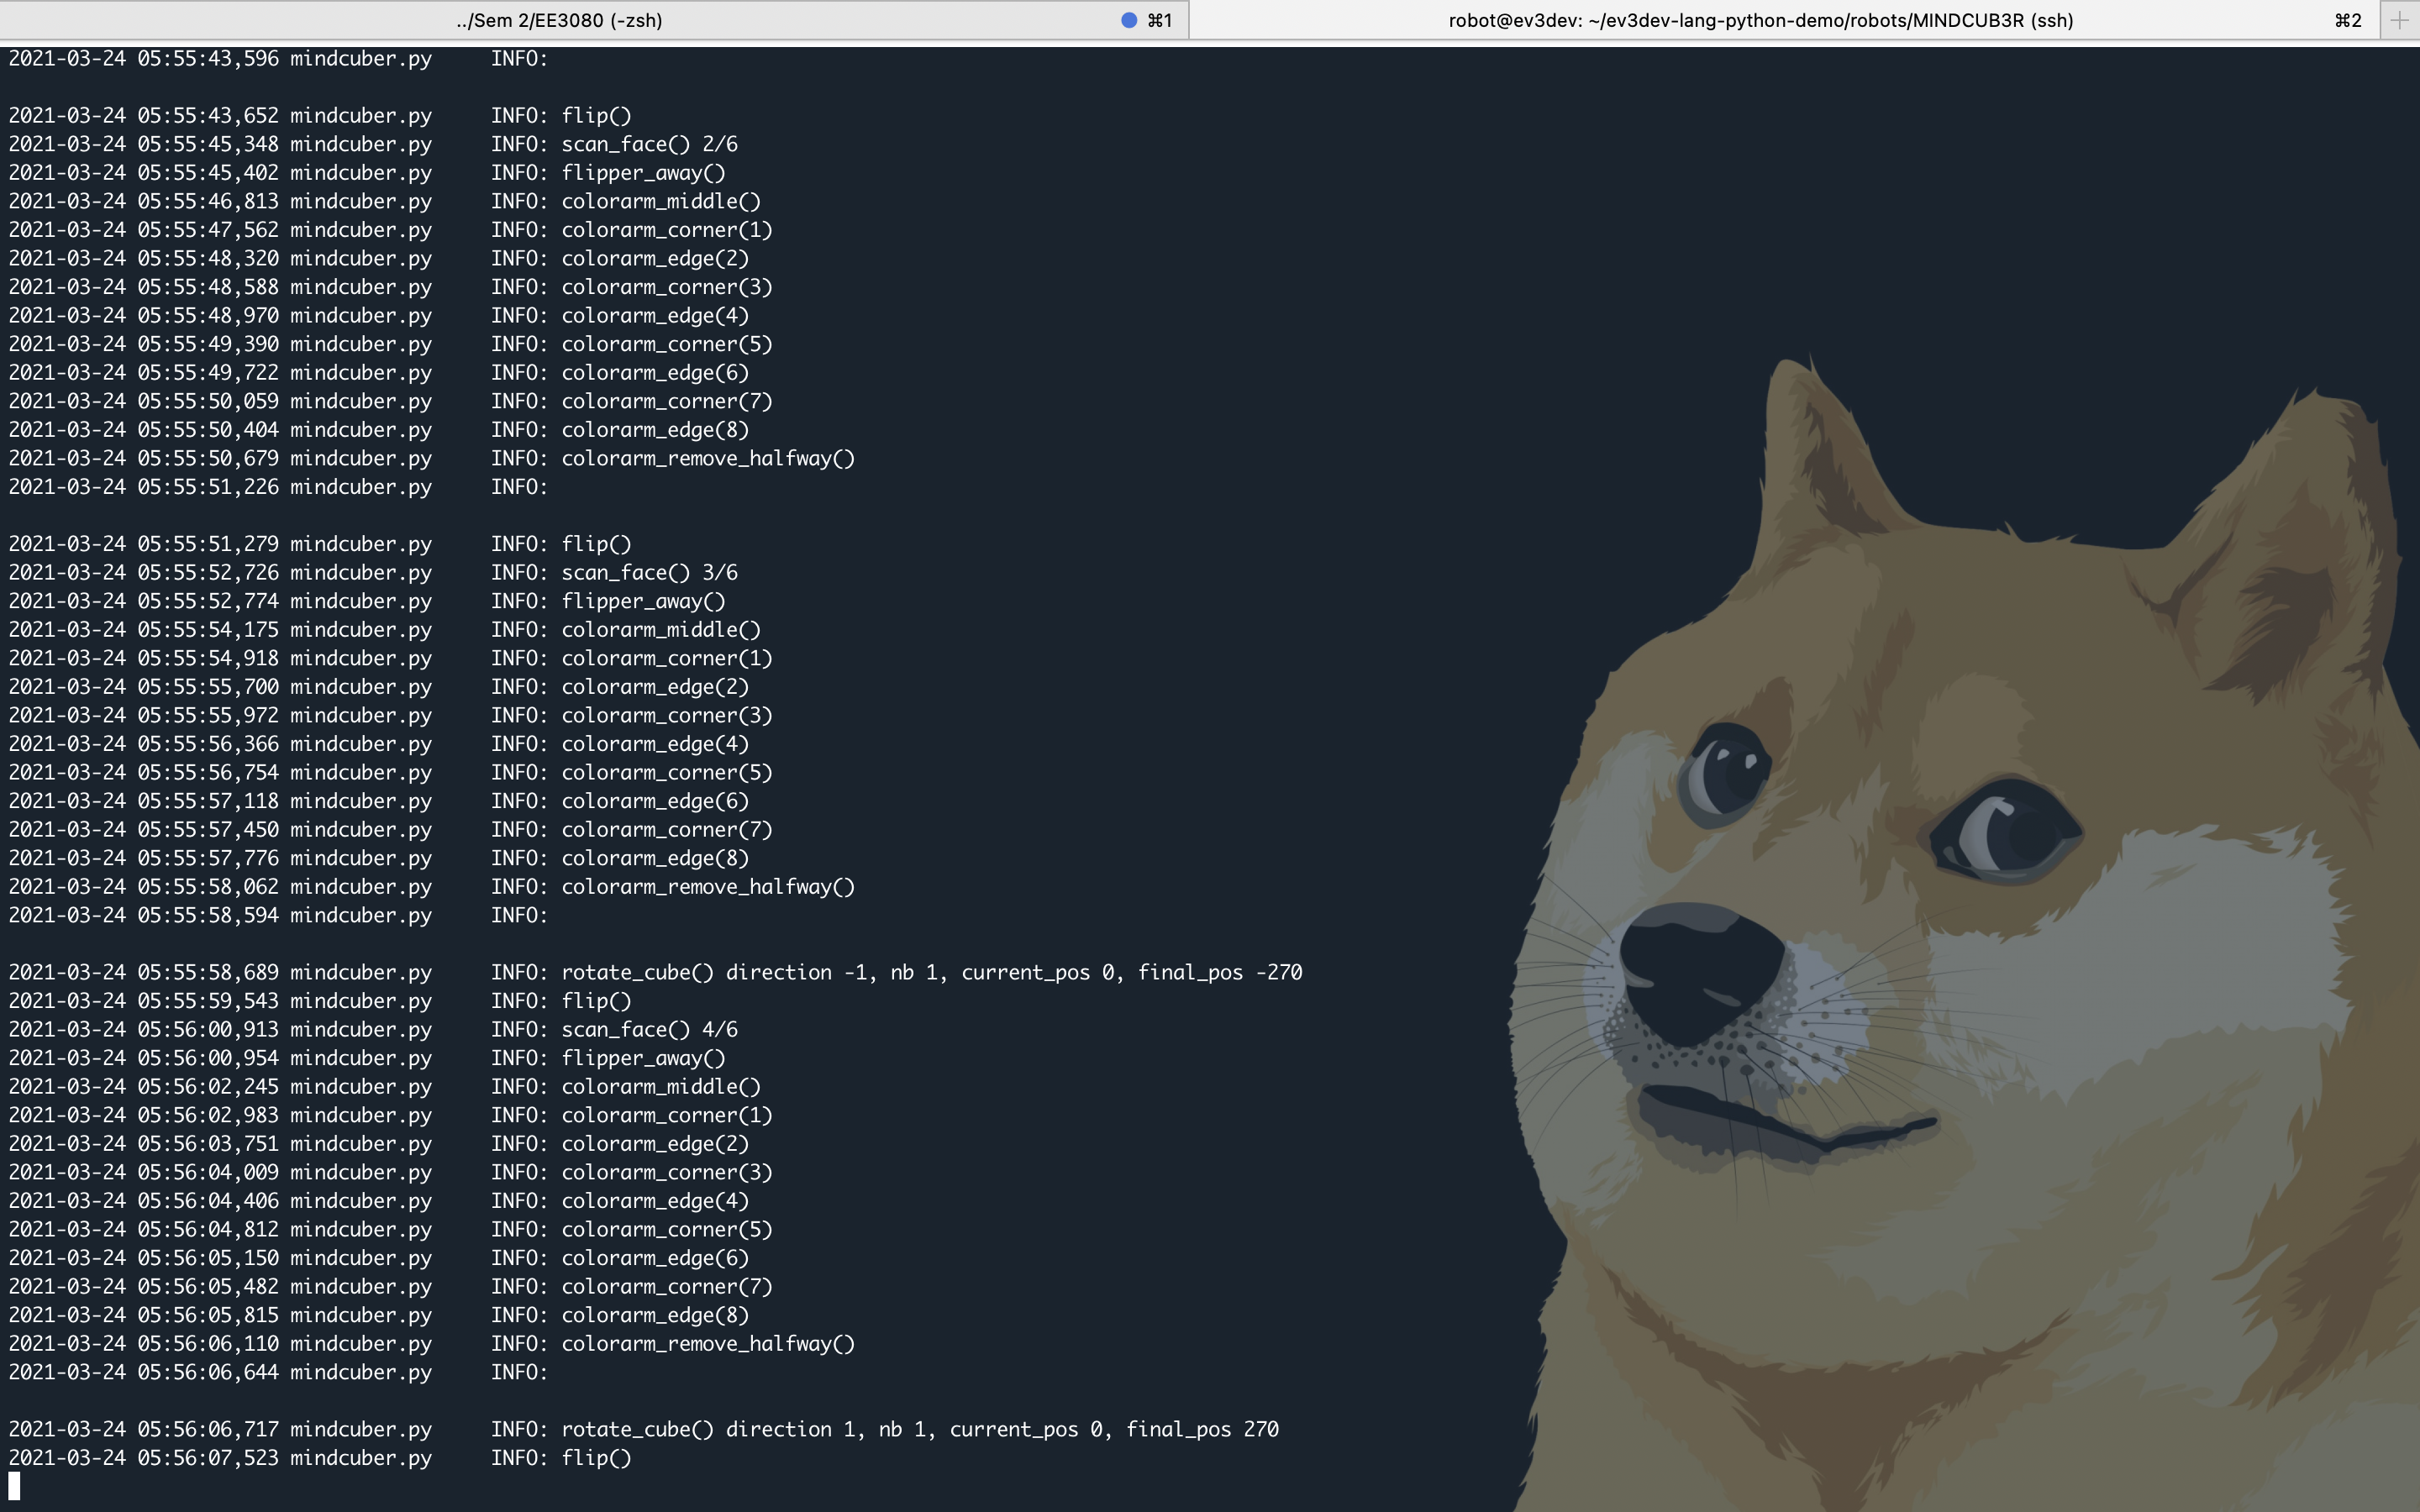 ../Sem 2/EE3080 (-zsh) ⌘1 robot@ev3dev: ~/ev3dev-lang-python-demo/robots/MINDCUB3R (ssh) ⌘2
2021-03-24 05:55:43,596 mindcuber.py     INFO:
2021-03-24 05:55:43,652 mindcuber.py     INFO: flip()
2021-03-24 05:55:45,348 mindcuber.py     INFO: scan_face() 2/6
2021-03-24 05:55:45,402 mindcuber.py     INFO: flipper_away()
2021-03-24 05:55:46,813 mindcuber.py     INFO: colorarm_middle()
2021-03-24 05:55:47,562 mindcuber.py     INFO: colorarm_corner(1)
2021-03-24 05:55:48,320 mindcuber.py     INFO: colorarm_edge(2)
2021-03-24 05:55:48,588 mindcuber.py     INFO: colorarm_corner(3)
2021-03-24 05:55:48,970 mindcuber.py     INFO: colorarm_edge(4)
2021-03-24 05:55:49,390 mindcuber.py     INFO: colorarm_corner(5)
2021-03-24 05:55:49,722 mindcuber.py     INFO: colorarm_edge(6)
2021-03-24 05:55:50,059 mindcuber.py     INFO: colorarm_corner(7)
2021-03-24 05:55:50,404 mindcuber.py     INFO: colorarm_edge(8)
2021-03-24 05:55:50,679 mindcuber.py     INFO: colorarm_remove_halfway()
2021-03-24 05:55:51,226 mindcuber.py     INFO:
2021-03-24 05:55:51,279 mindcuber.py     INFO: flip()
2021-03-24 05:55:52,726 mindcuber.py     INFO: scan_face() 3/6
2021-03-24 05:55:52,774 mindcuber.py     INFO: flipper_away()
2021-03-24 05:55:54,175 mindcuber.py     INFO: colorarm_middle()
2021-03-24 05:55:54,918 mindcuber.py     INFO: colorarm_corner(1)
2021-03-24 05:55:55,700 mindcuber.py     INFO: colorarm_edge(2)
2021-03-24 05:55:55,972 mindcuber.py     INFO: colorarm_corner(3)
2021-03-24 05:55:56,366 mindcuber.py     INFO: colorarm_edge(4)
2021-03-24 05:55:56,754 mindcuber.py     INFO: colorarm_corner(5)
2021-03-24 05:55:57,118 mindcuber.py     INFO: colorarm_edge(6)
2021-03-24 05:55:57,450 mindcuber.py     INFO: colorarm_corner(7)
2021-03-24 05:55:57,776 mindcuber.py     INFO: colorarm_edge(8)
2021-03-24 05:55:58,062 mindcuber.py     INFO: colorarm_remove_halfway()
2021-03-24 05:55:58,594 mindcuber.py     INFO:
2021-03-24 05:55:58,689 mindcuber.py     INFO: rotate_cube() direction -1, nb 1, current_pos 0, final_pos -270
2021-03-24 05:55:59,543 mindcuber.py     INFO: flip()
2021-03-24 05:56:00,913 mindcuber.py     INFO: scan_face() 4/6
2021-03-24 05:56:00,954 mindcuber.py     INFO: flipper_away()
2021-03-24 05:56:02,245 mindcuber.py     INFO: colorarm_middle()
2021-03-24 05:56:02,983 mindcuber.py     INFO: colorarm_corner(1)
2021-03-24 05:56:03,751 mindcuber.py     INFO: colorarm_edge(2)
2021-03-24 05:56:04,009 mindcuber.py     INFO: colorarm_corner(3)
2021-03-24 05:56:04,406 mindcuber.py     INFO: colorarm_edge(4)
2021-03-24 05:56:04,812 mindcuber.py     INFO: colorarm_corner(5)
2021-03-24 05:56:05,150 mindcuber.py     INFO: colorarm_edge(6)
2021-03-24 05:56:05,482 mindcuber.py     INFO: colorarm_corner(7)
2021-03-24 05:56:05,815 mindcuber.py     INFO: colorarm_edge(8)
2021-03-24 05:56:06,110 mindcuber.py     INFO: colorarm_remove_halfway()
2021-03-24 05:56:06,644 mindcuber.py     INFO:
2021-03-24 05:56:06,717 mindcuber.py     INFO: rotate_cube() direction 1, nb 1, current_pos 0, final_pos 270
2021-03-24 05:56:07,523 mindcuber.py     INFO: flip()